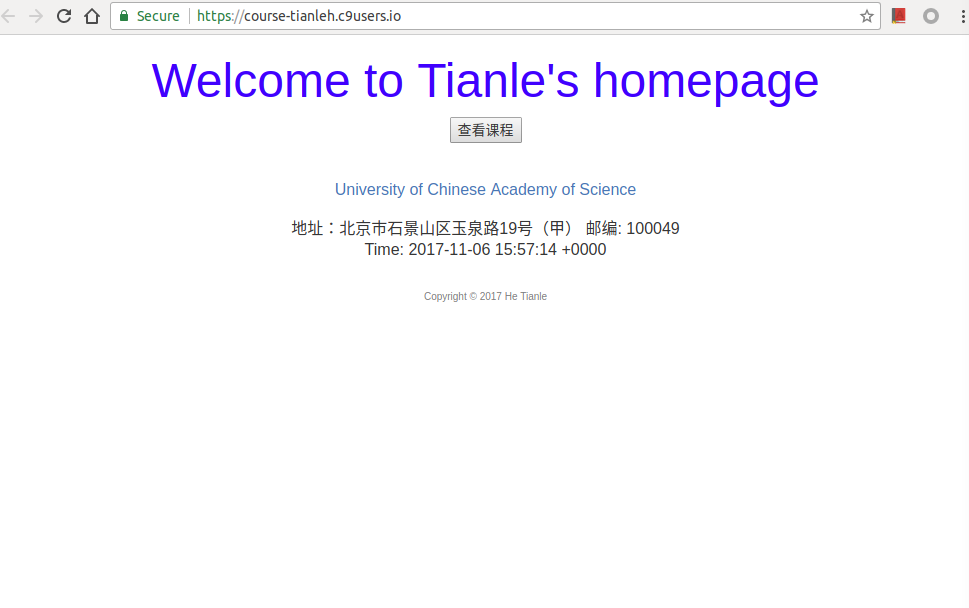 Secure https://course-tianleh.c9users.io
Welcome to Tianle's homepage
查看课程
University of Chinese Academy of Science
地址：北京市石景山区玉泉路19号（甲） 邮编: 100049
Time: 2017-11-06 15:57:14 +0000
Copyright © 2017 He Tianle